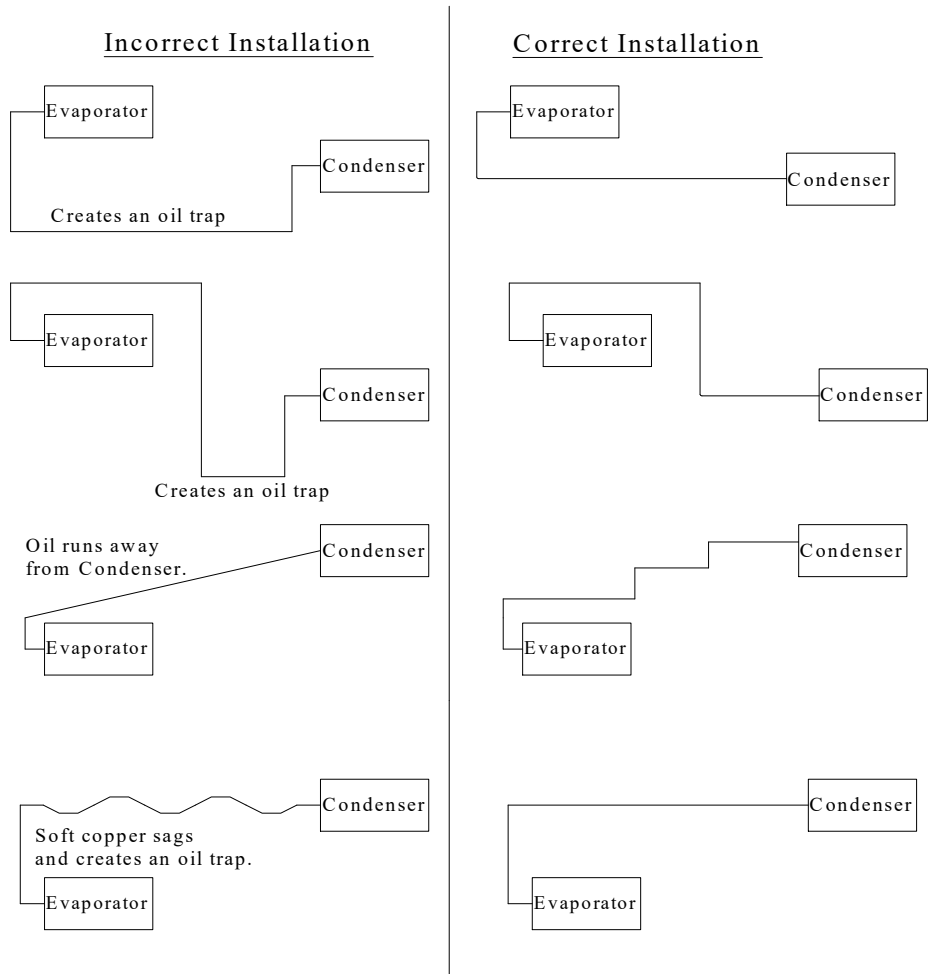 Incorrect Installation
Evaporator
Condenser
Creates an oil trap
Evaporator
Condenser
Creates an oil trap
Oil runs away
from Condenser.
Condenser
Evaporator
Condenser
Soft copper sags
and creates an oil trap.
Evaporator
Correct Installation
Evaporator
Condenser
Evaporator
Condenser
Condenser
Evaporator
Condenser
Evaporator